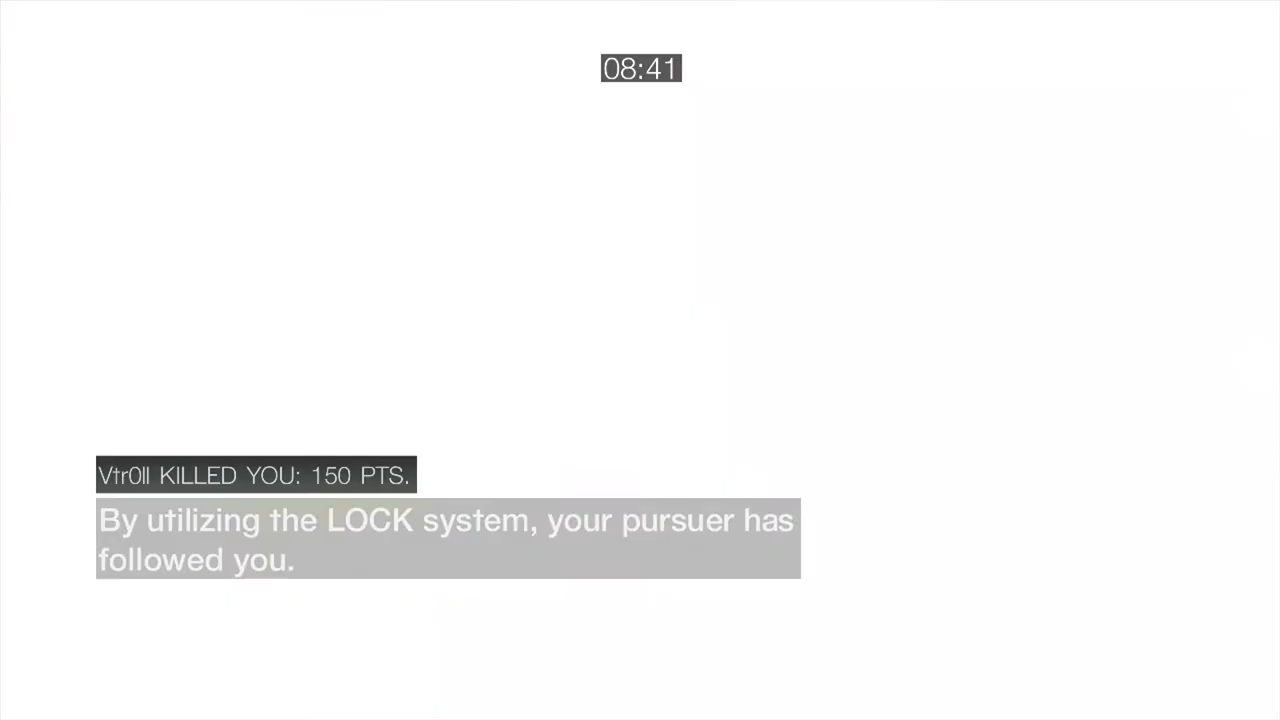 08:41
Vtr0ll KILLED YOU: 150 PTS.
By utilizing the LOCK system, your pursuer has
followed you.